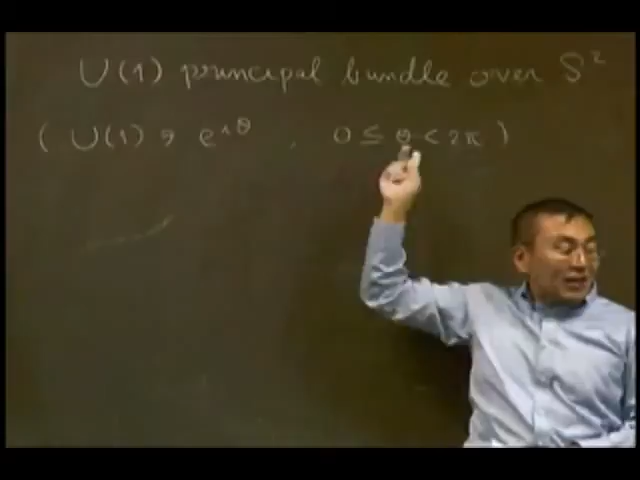 U(1) principal bundle over S²
( U(1) ∋ e^{iθ} , 0 ≤ θ < 2π )